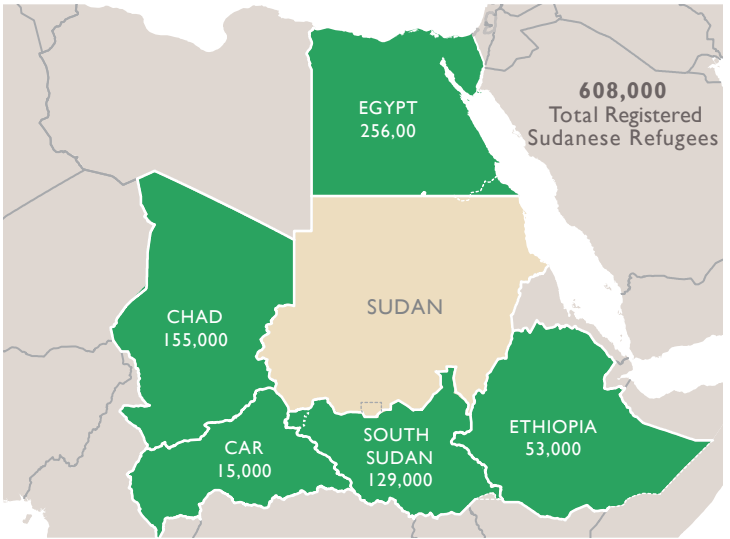 EGYPT
256,00
608,000
Total Registered
Sudanese Refugees
CHAD
155,000
SUDAN
CAR
15,000
SOUTH
SUDAN
129,000
ETHIOPIA
53,000